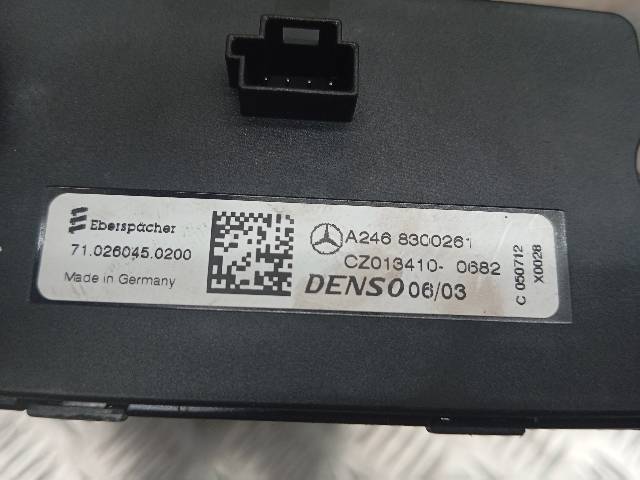 Eberspächer
71.026045.0200
Made in Germany
A246 8300261
CZ013410- 0682
DENSO 06/03
C 050712
X0028